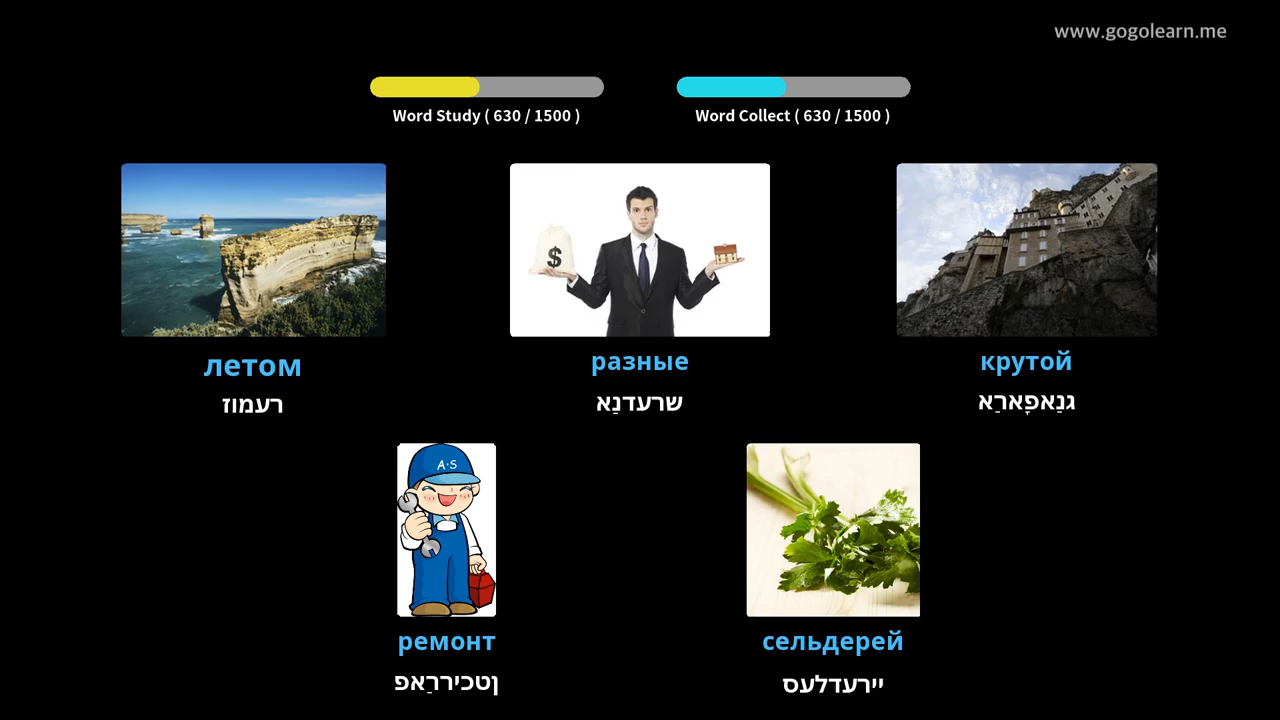 www.gogolearn.me
Word Study ( 630 / 1500 )
Word Collect ( 630 / 1500 )
летом
רעמוז
разные
שרעדנַא
крутой
גנַאפָארַא
ремонт
ןטכיררַאפ
сельдерей
יירעדלעס
A·S
$